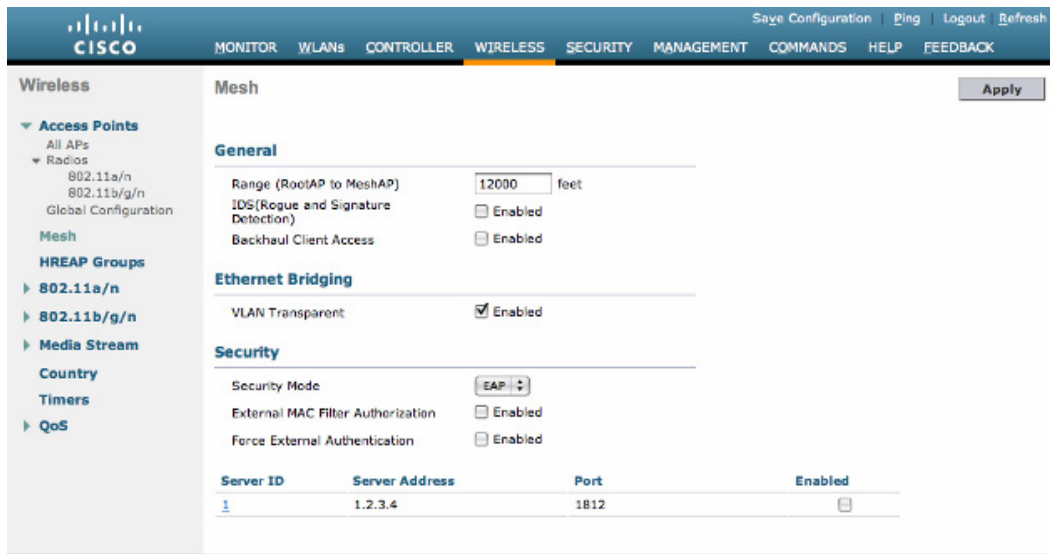 Save Configuration | Ping | Logout | Refresh
CISCO
MONITOR WLANs CONTROLLER WIRELESS SECURITY MANAGEMENT COMMANDS HELP FEEDBACK
Wireless
Access Points
All APs
Radios
802.11a/n
802.11b/g/n
Global Configuration
Mesh
HREAP Groups
802.11a/n
802.11b/g/n
Media Stream
Country
Timers
QoS
Mesh
Apply
General
Range (RootAP to MeshAP) 12000 feet
IDS(Rogue and Signature
Detection) Enabled
Backhaul Client Access Enabled
Ethernet Bridging
VLAN Transparent Enabled
Security
Security Mode EAP
External MAC Filter Authorization Enabled
Force External Authentication Enabled
Server ID Server Address Port Enabled
1 1.2.3.4 1812